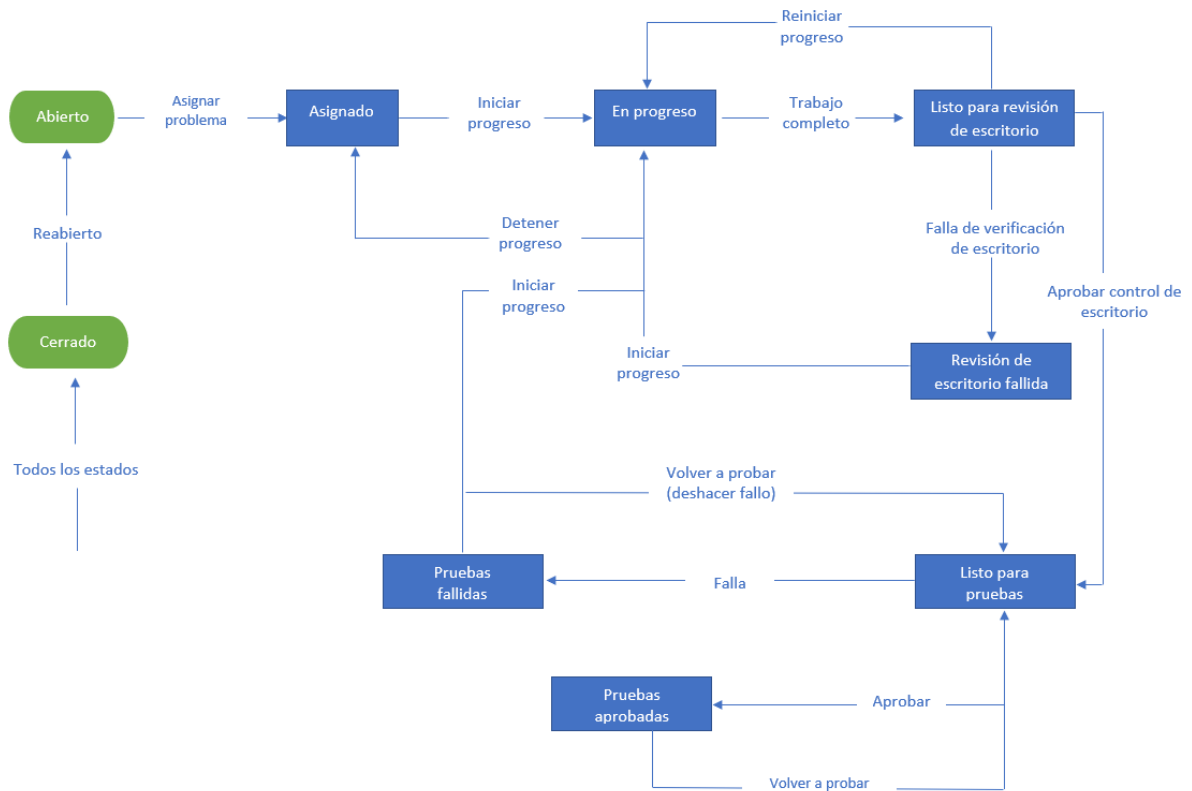 Reiniciar
progreso
Abierto
Asignar
problema
Asignado
Iniciar
progreso
En progreso
Trabajo
completo
Listo para revisión
de escritorio
Reabierto
Detener
progreso
Falla de verificación
de escritorio
Iniciar
progreso
Aprobar control de
escritorio
Cerrado
Iniciar
progreso
Revisión de
escritorio fallida
Todos los estados
Volver a probar
(deshacer fallo)
Pruebas
fallidas
Falla
Listo para
pruebas
Pruebas
aprobadas
Aprobar
Volver a probar